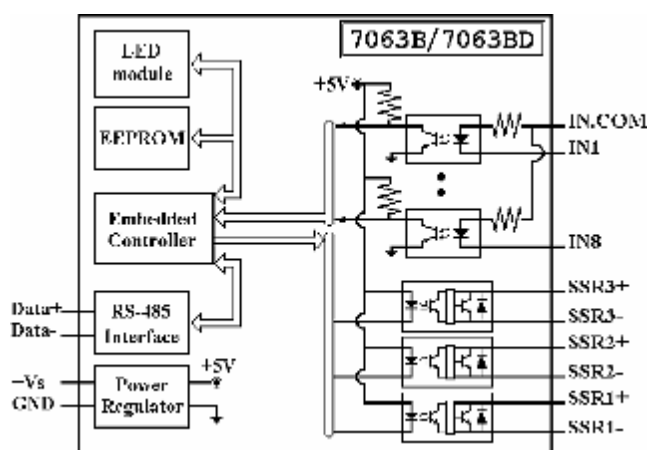 7063B/7063BD
LED
module
EEPROM
Embedded
Controller
RS-485
Interface
Power
Regulator
Data+
Data-
+Vs
GND
+5V
+5V
IN.COM
IN1
IN8
SSR3+
SSR3-
SSR2+
SSR2-
SSR1+
SSR1-